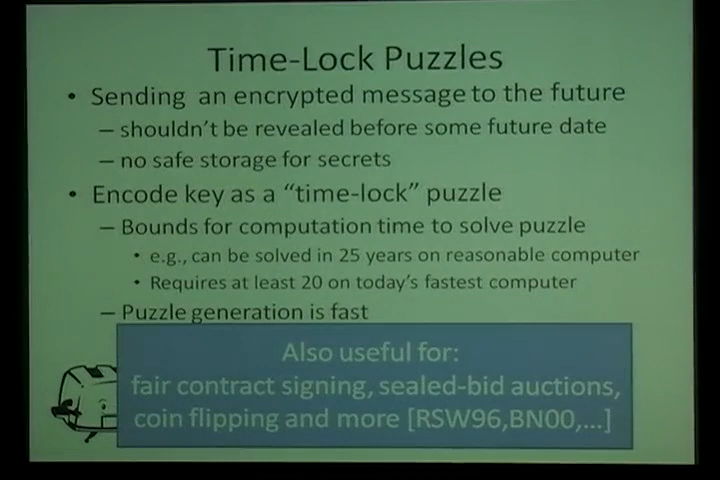 Time-Lock Puzzles
• Sending an encrypted message to the future
– shouldn't be revealed before some future date
– no safe storage for secrets
• Encode key as a "time-lock" puzzle
– Bounds for computation time to solve puzzle
• e.g., can be solved in 25 years on reasonable computer
• Requires at least 20 on today's fastest computer
– Puzzle generation is fast
Also useful for:
fair contract signing, sealed-bid auctions,
coin flipping and more [RSW96,BN00,...]